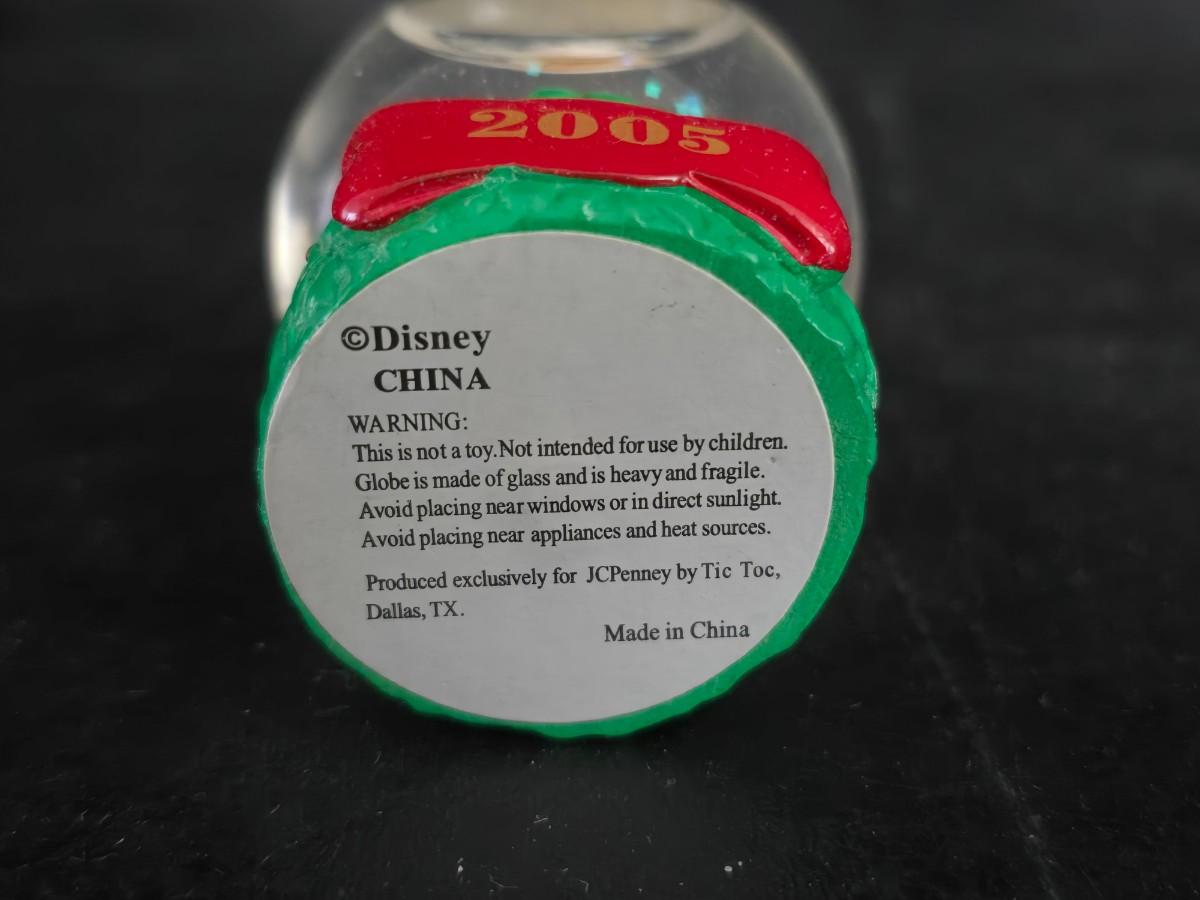 2005
©Disney
CHINA
WARNING:
This is not a toy.Not intended for use by children.
Globe is made of glass and is heavy and fragile.
Avoid placing near windows or in direct sunlight.
Avoid placing near appliances and heat sources.
Produced exclusively for JCPenney by Tic Toc,
Dallas, TX.
Made in China